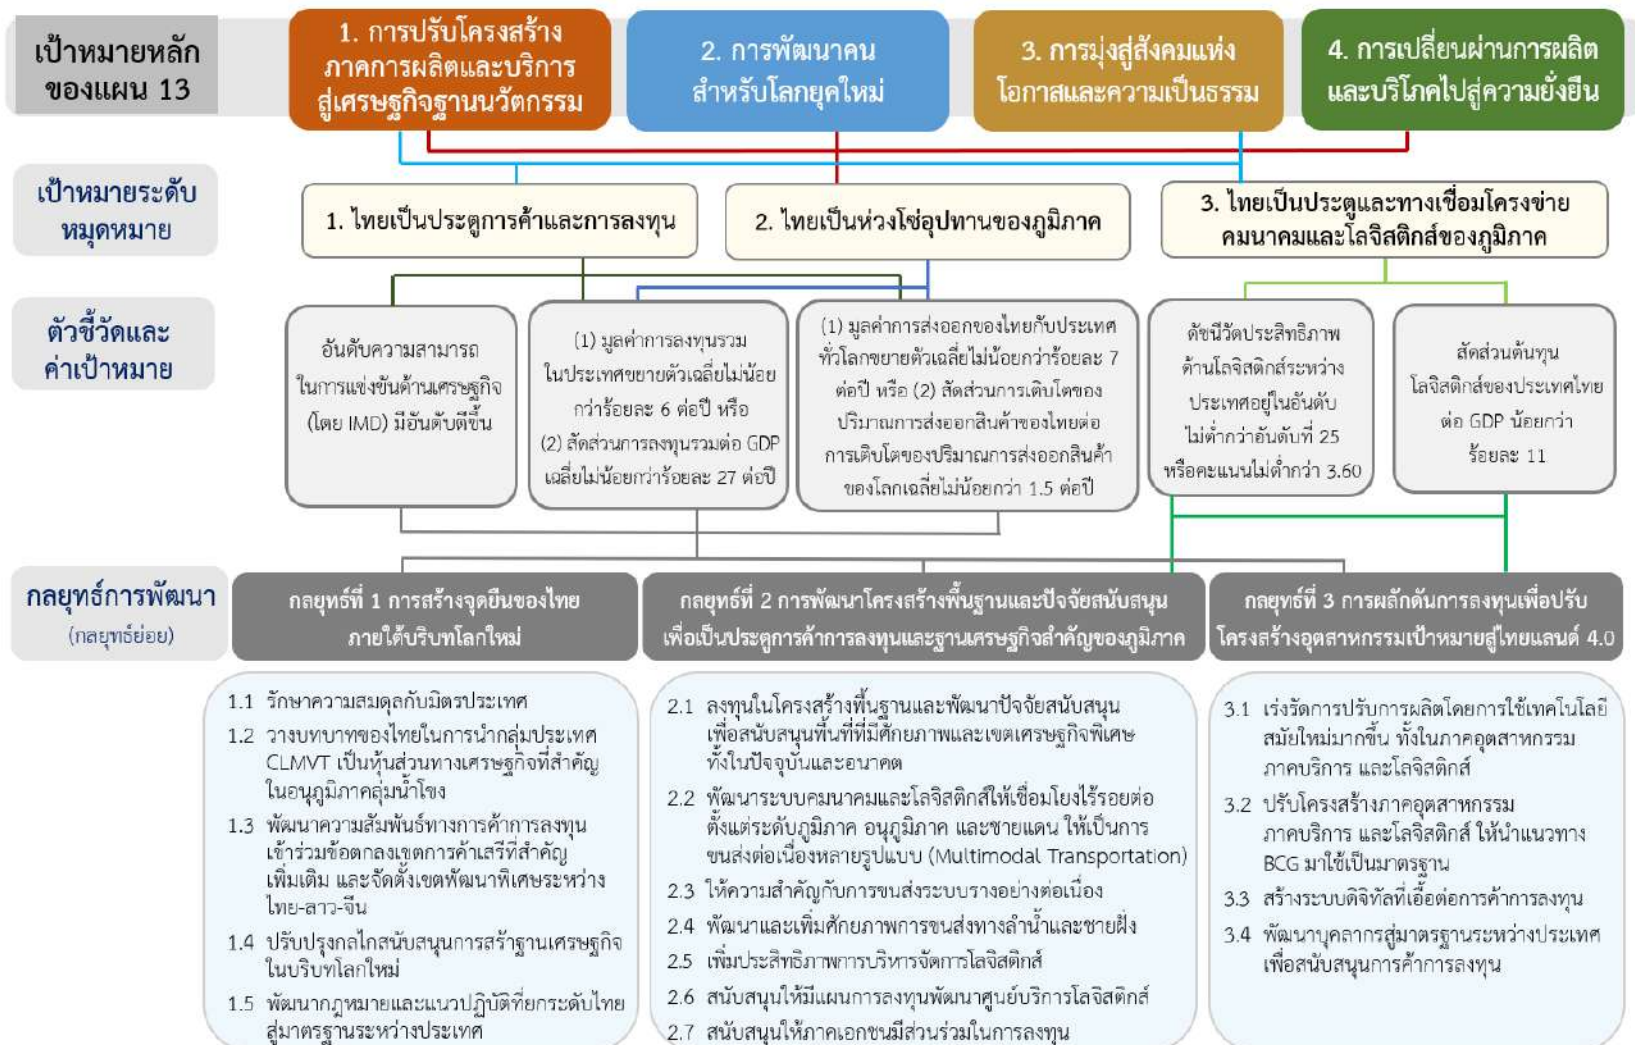 เป้าหมายหลัก
ของแผน 13
1. การปรับโครงสร้าง
ภาคการผลิตและบริการ
สู่เศรษฐกิจฐานนวัตกรรม
2. การพัฒนาคน
สำหรับโลกยุคใหม่
3. การมุ่งสู่สังคมแห่ง
โอกาสและความเป็นธรรม
4. การเปลี่ยนผ่านการผลิต
และบริโภคไปสู่ความยั่งยืน
เป้าหมายระดับ
หมุดหมาย
1. ไทยเป็นประตูการค้าและการลงทุน
2. ไทยเป็นห่วงโซ่อุปทานของภูมิภาค
3. ไทยเป็นประตูและทางเชื่อมโครงข่าย
คมนาคมและโลจิสติกส์ของภูมิภาค
ตัวชี้วัดและ
ค่าเป้าหมาย
อันดับความสามารถ
ในการแข่งขันด้านเศรษฐกิจ
(โดย IMD) มีอันดับดีขึ้น
(1) มูลค่าการลงทุนรวม
ในประเทศขยายตัวเฉลี่ยไม่น้อย
กว่าร้อยละ 6 ต่อปี หรือ
(2) สัดส่วนการลงทุนรวมต่อ GDP
เฉลี่ยไม่น้อยกว่าร้อยละ 27 ต่อปี
(1) มูลค่าการส่งออกของไทยกับประเทศ
ทั่วโลกขยายตัวเฉลี่ยไม่น้อยกว่าร้อยละ 7
ต่อปี หรือ (2) สัดส่วนการเติบโตของ
ปริมาณการส่งออกสินค้าของไทยต่อ
การเติบโตของปริมาณการส่งออกสินค้า
ของโลกเฉลี่ยไม่น้อยกว่า 1.5 ต่อปี
ดัชนีวัดประสิทธิภาพ
ด้านโลจิสติกส์ระหว่าง
ประเทศอยู่ในอันดับ
ไม่ต่ำกว่าอันดับที่ 25
หรือคะแนนไม่ต่ำกว่า 3.60
สัดส่วนต้นทุน
โลจิสติกส์ของประเทศไทย
ต่อ GDP น้อยกว่า
ร้อยละ 11
กลยุทธ์การพัฒนา
(กลยุทธ์ย่อย)
กลยุทธ์ที่ 1 การสร้างจุดยืนของไทย
ภายใต้บริบทโลกใหม่
กลยุทธ์ที่ 2 การพัฒนาโครงสร้างพื้นฐานและปัจจัยสนับสนุน
เพื่อเป็นประตูการค้าการลงทุนและฐานเศรษฐกิจสำคัญของภูมิภาค
กลยุทธ์ที่ 3 การผลักดันการลงทุนเพื่อปรับ
โครงสร้างอุตสาหกรรมเป้าหมายสู่ไทยแลนด์ 4.0
1.1 รักษาความสมดุลกับมิตรประเทศ
1.2 วางบทบาทของไทยในการนำกลุ่มประเทศ
CLMVT เป็นหุ้นส่วนทางเศรษฐกิจที่สำคัญ
ในอนุภูมิภาคลุ่มน้ำโขง
1.3 พัฒนาความสัมพันธ์ทางการค้าการลงทุน
เข้าร่วมข้อตกลงเขตการค้าเสรีที่สำคัญ
เพิ่มเติม และจัดตั้งเขตพัฒนาพิเศษระหว่าง
ไทย-ลาว-จีน
1.4 ปรับปรุงกลไกสนับสนุนการสร้าฐานเศรษฐกิจ
ในบริบทโลกใหม่
1.5 พัฒนากฎหมายและแนวปฏิบัติที่ยกระดับไทย
สู่มาตรฐานระหว่างประเทศ
2.1 ลงทุนในโครงสร้างพื้นฐานและพัฒนาปัจจัยสนับสนุน
เพื่อสนับสนุนพื้นที่ที่มีศักยภาพและเขตเศรษฐกิจพิเศษ
ทั้งในปัจจุบันและอนาคต
2.2 พัฒนาระบบคมนาคมและโลจิสติกส์ให้เชื่อมโยงไร้รอยต่อ
ตั้งแต่ระดับภูมิภาค อนุภูมิภาค และชายแดน ให้เป็นการ
ขนส่งต่อเนื่องหลายรูปแบบ (Multimodal Transportation)
2.3 ให้ความสำคัญกับการขนส่งระบบรางอย่างต่อเนื่อง
2.4 พัฒนาและเพิ่มศักยภาพการขนส่งทางลำน้ำและชายฝั่ง
2.5 เพิ่มประสิทธิภาพการบริหารจัดการโลจิสติกส์
2.6 สนับสนุนให้มีแผนการลงทุนพัฒนาศูนย์บริการโลจิสติกส์
2.7 สนับสนุนให้ภาคเอกชนมีส่วนร่วมในการลงทุน
3.1 เร่งรัดการปรับการผลิตโดยการใช้เทคโนโลยี
สมัยใหม่มากขึ้น ทั้งในภาคอุตสาหกรรม
ภาคบริการ และโลจิสติกส์
3.2 ปรับโครงสร้างภาคอุตสาหกรรม
ภาคบริการ และโลจิสติกส์ ให้นำแนวทาง
BCG มาใช้เป็นมาตรฐาน
3.3 สร้างระบบดิจิทัลที่เอื้อต่อการค้าการลงทุน
3.4 พัฒนาบุคลากรสู่มาตรฐานระหว่างประเทศ
เพื่อสนับสนุนการค้าการลงทุน